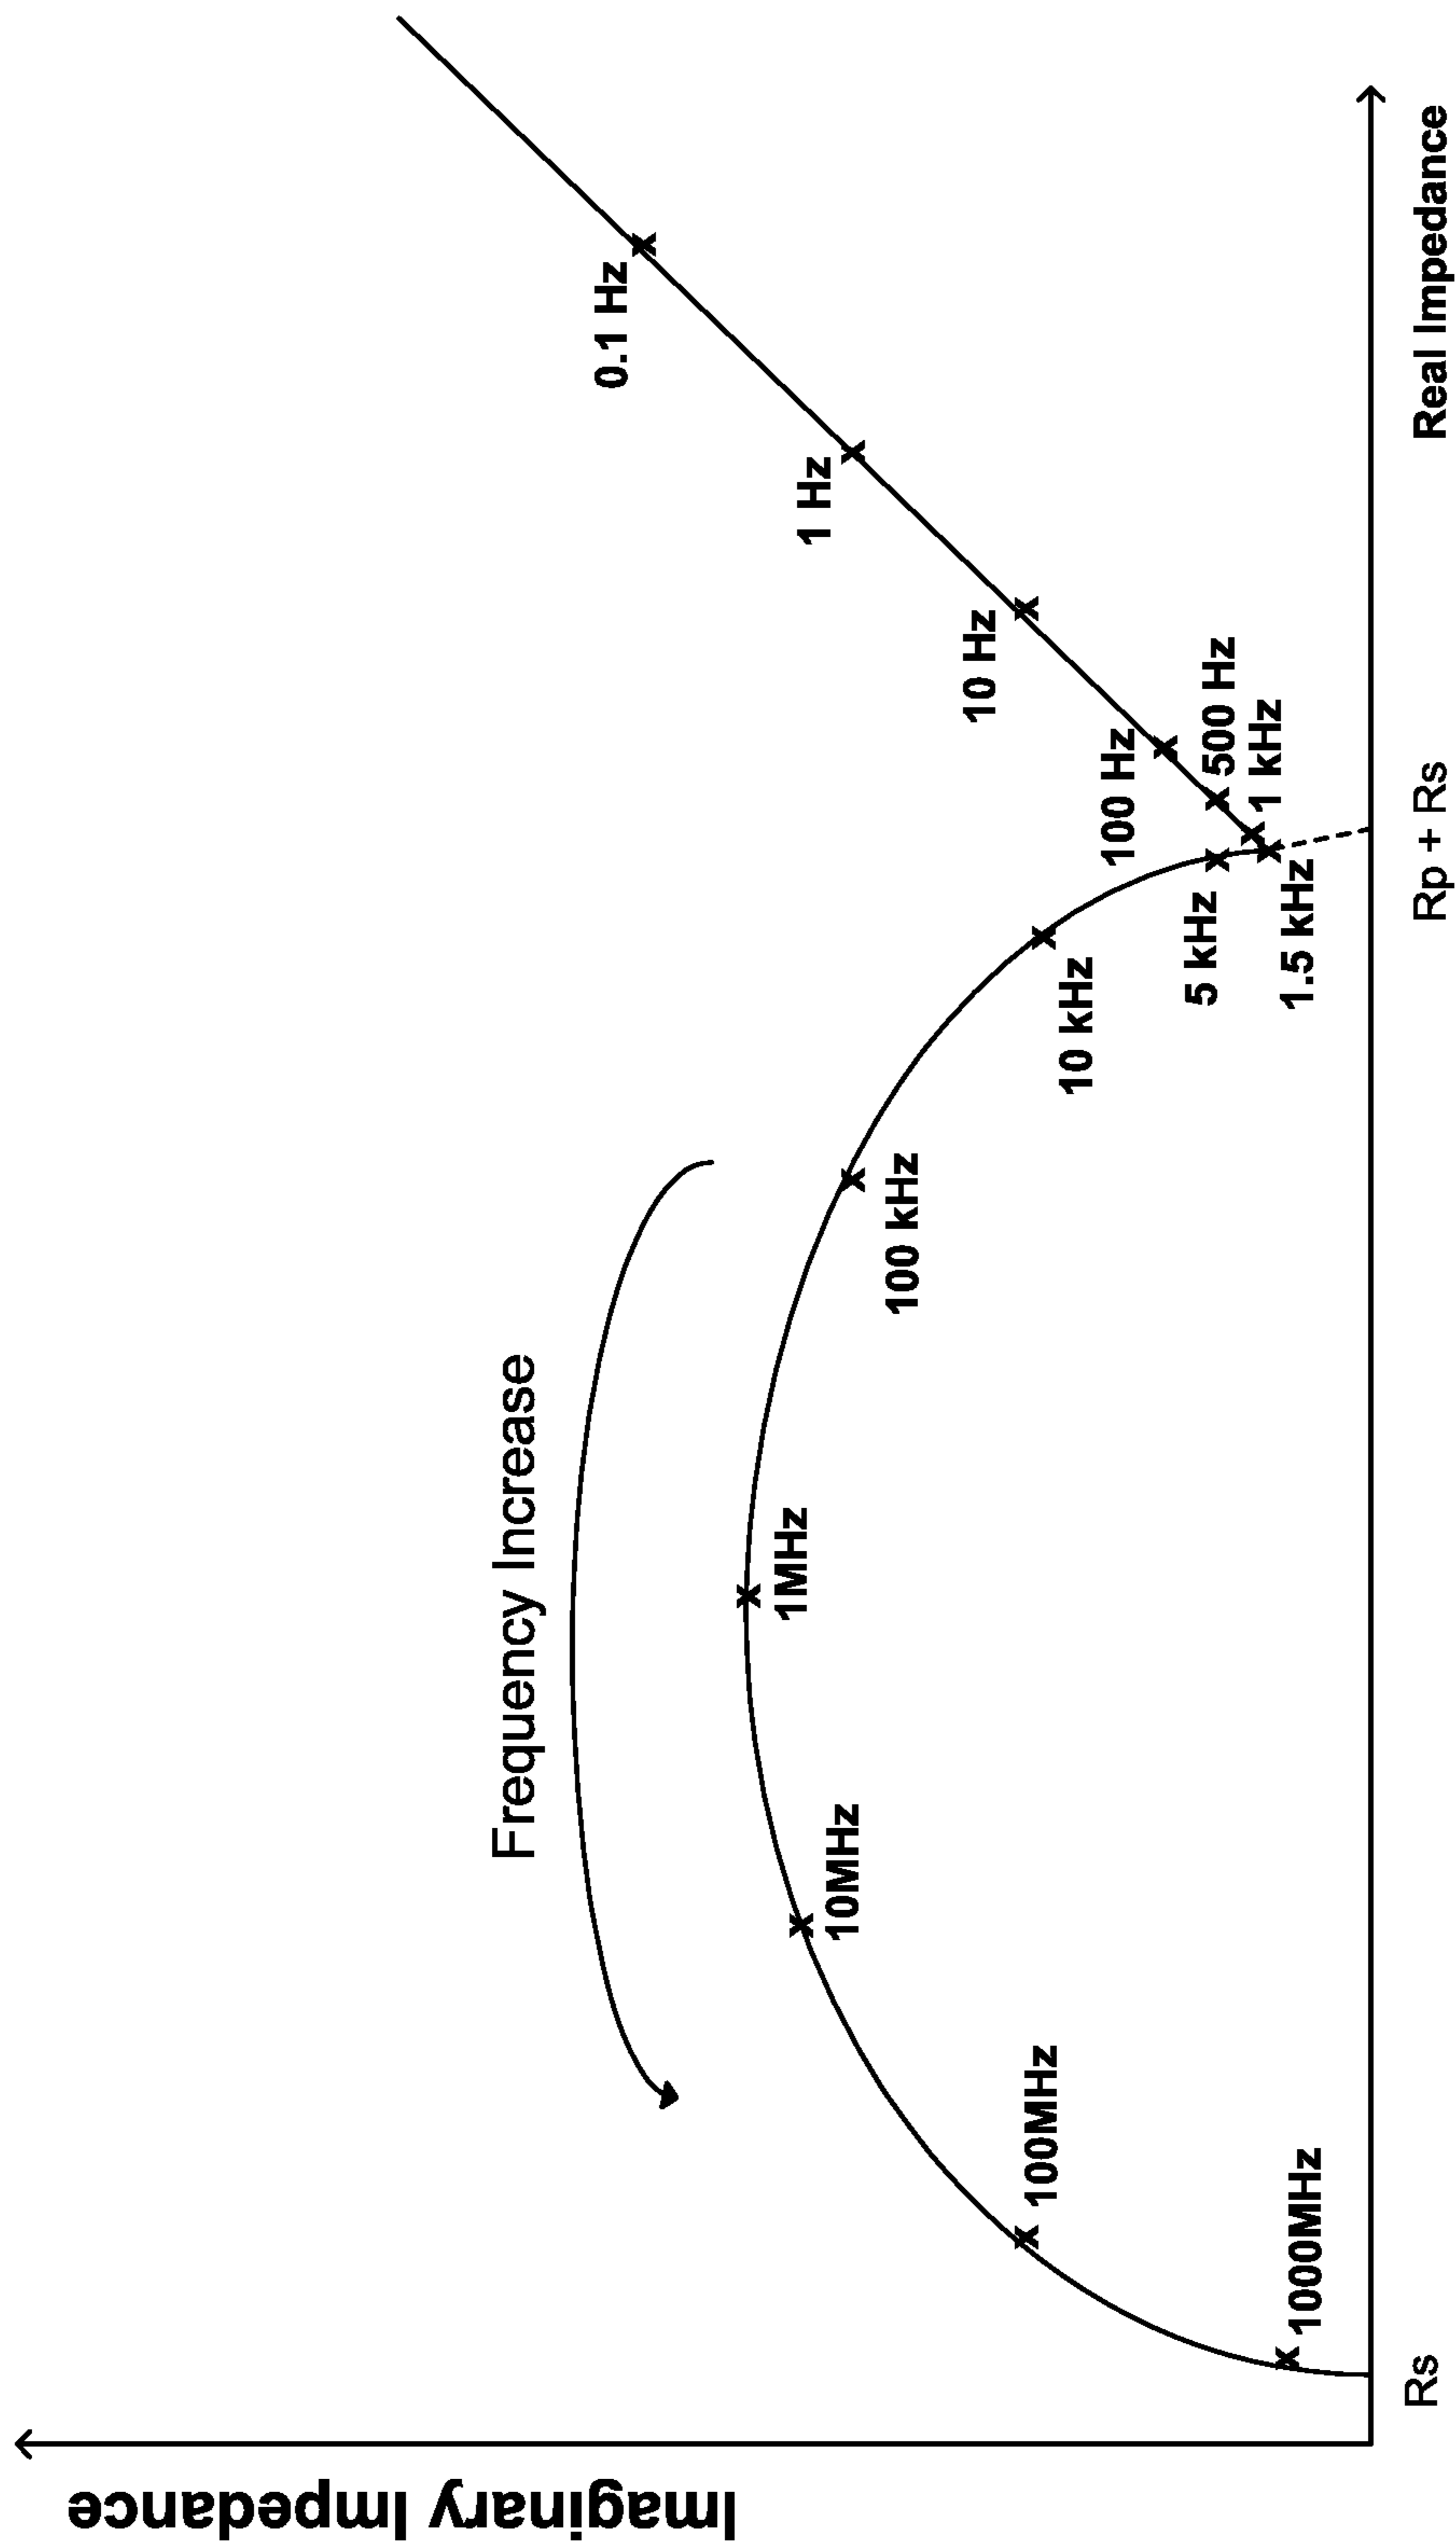 Imaginary Impedance
Frequency Increase
0.1 Hz
1 Hz
10 Hz
100 Hz
500 Hz
1 kHz
1.5 kHz
5 kHz
10 kHz
100 kHz
1MHz
10MHz
100MHz
1000MHz
Rs
Rp + Rs
Real Impedance